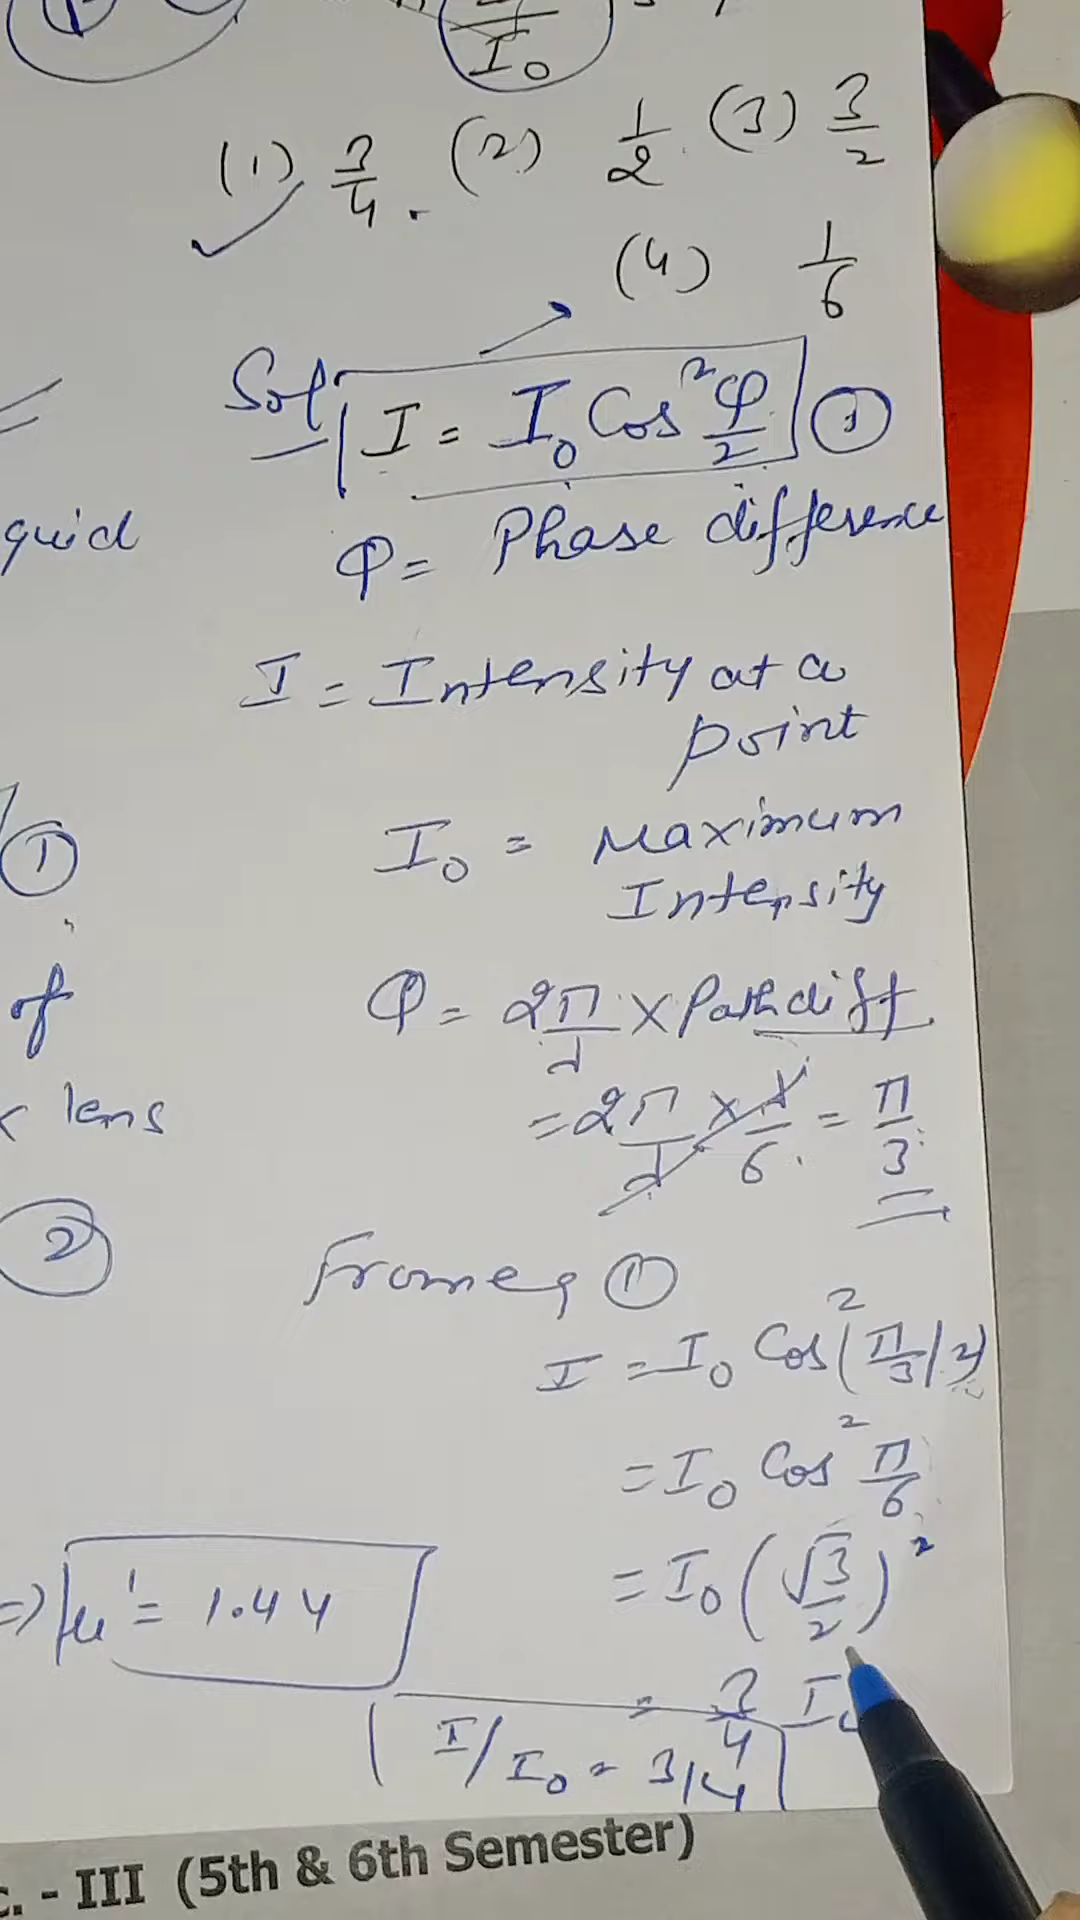 I₀
(1) 3/4 . (2) 1/2 . (3) 3/2
(4) 1/6
Sol I = I₀ Cos² φ/2 (1)
quid
φ = Phase difference
I = Intensity at a
point
(1)
I₀ = Maximum
Intensity
of
φ = 2π/λ × Path diff
lens
= 2π/λ × λ/6 = π/3
(2)
From eq (1)
I = I₀ Cos² (π/3/2)
= I₀ Cos² π/6
= I₀ (√3/2)²
=) μ' = 1.44
= 3/4 I₀
I/I₀ = 3/4
c. - III (5th & 6th Semester)